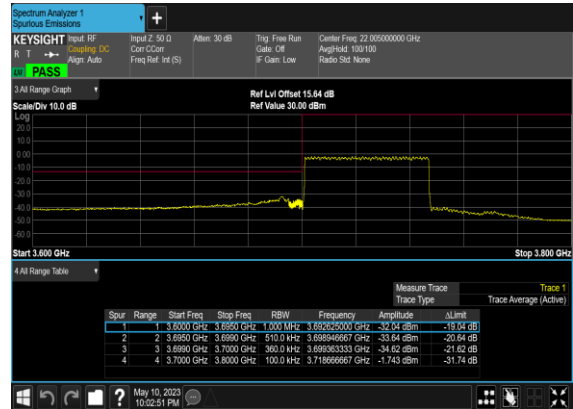 Spectrum Analyzer 1
Spurious Emissions
KEYSIGHT Input: RF Input Z: 50 Ω Atten: 30 dB Trig: Free Run Center Freq: 22.005000000 GHz
R T Coupling: DC Corr CCorr Gate: Off Avg|Hold: 100/100
Align: Auto Freq Ref: Int (S) IF Gain: Low Radio Std: None
LW PASS
3 All Range Graph
Ref Lvl Offset 15.64 dB
Scale/Div 10.0 dB Ref Value 30.00 dBm
Log
20.0
10.0
0.00
-10.0
-20.0
-30.0
-40.0
-50.0
-60.0
Start 3.600 GHz Stop 3.800 GHz
4 All Range Table
Measure Trace Trace 1
Trace Type Trace Average (Active)
Spur Range Start Freq Stop Freq RBW Frequency Amplitude ΔLimit
1 1 3.6000 GHz 3.6950 GHz 1.000 MHz 3.692625000 GHz -32.04 dBm -19.04 dB
2 2 3.6950 GHz 3.6990 GHz 510.0 kHz 3.698946667 GHz -33.64 dBm -20.64 dB
3 3 3.6990 GHz 3.7000 GHz 360.0 kHz 3.699363333 GHz -34.62 dBm -21.62 dB
4 4 3.7000 GHz 3.8000 GHz 100.0 kHz 3.718666667 GHz -1.743 dBm -31.74 dB
? May 10, 2023
10:02:51 PM